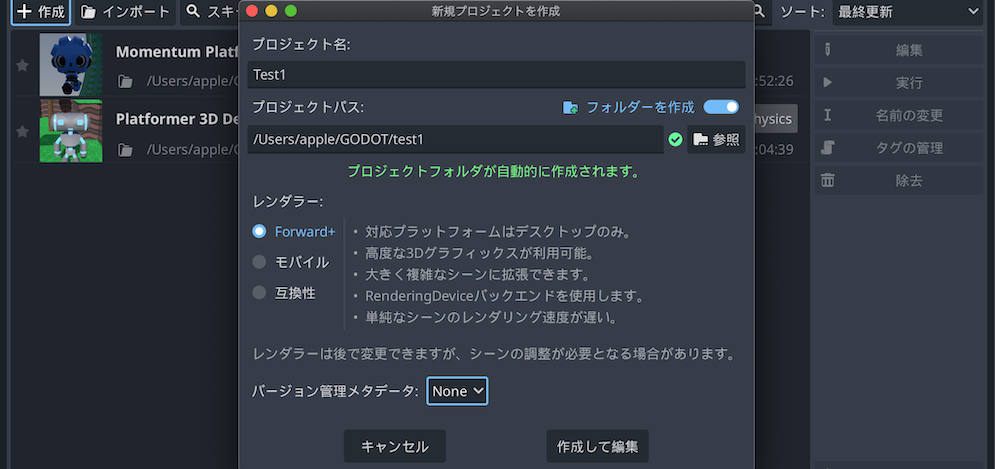 作成 インポート スキ 新規プロジェクトを作成 ソート: 最終更新
プロジェクト名:
Momentum Platf
Test1
編集
/Users/apple/G
:52:26
実行
プロジェクトパス:
フォルダーを作成
Platformer 3D De
hysics
名前の変更
/Users/apple/GODOT/test1
参照
/Users/apple/G
:04:39
タグの管理
プロジェクトフォルダが自動的に作成されます。
除去
レンダラー:
Forward+
モバイル
互換性
• 対応プラットフォームはデスクトップのみ。
• 高度な3Dグラフィックスが利用可能。
• 大きく複雑なシーンに拡張できます。
• RenderingDeviceバックエンドを使用します。
• 単純なシーンのレンダリング速度が遅い。
レンダラーは後で変更できますが、シーンの調整が必要となる場合があります。
バージョン管理メタデータ: None
キャンセル 作成して編集